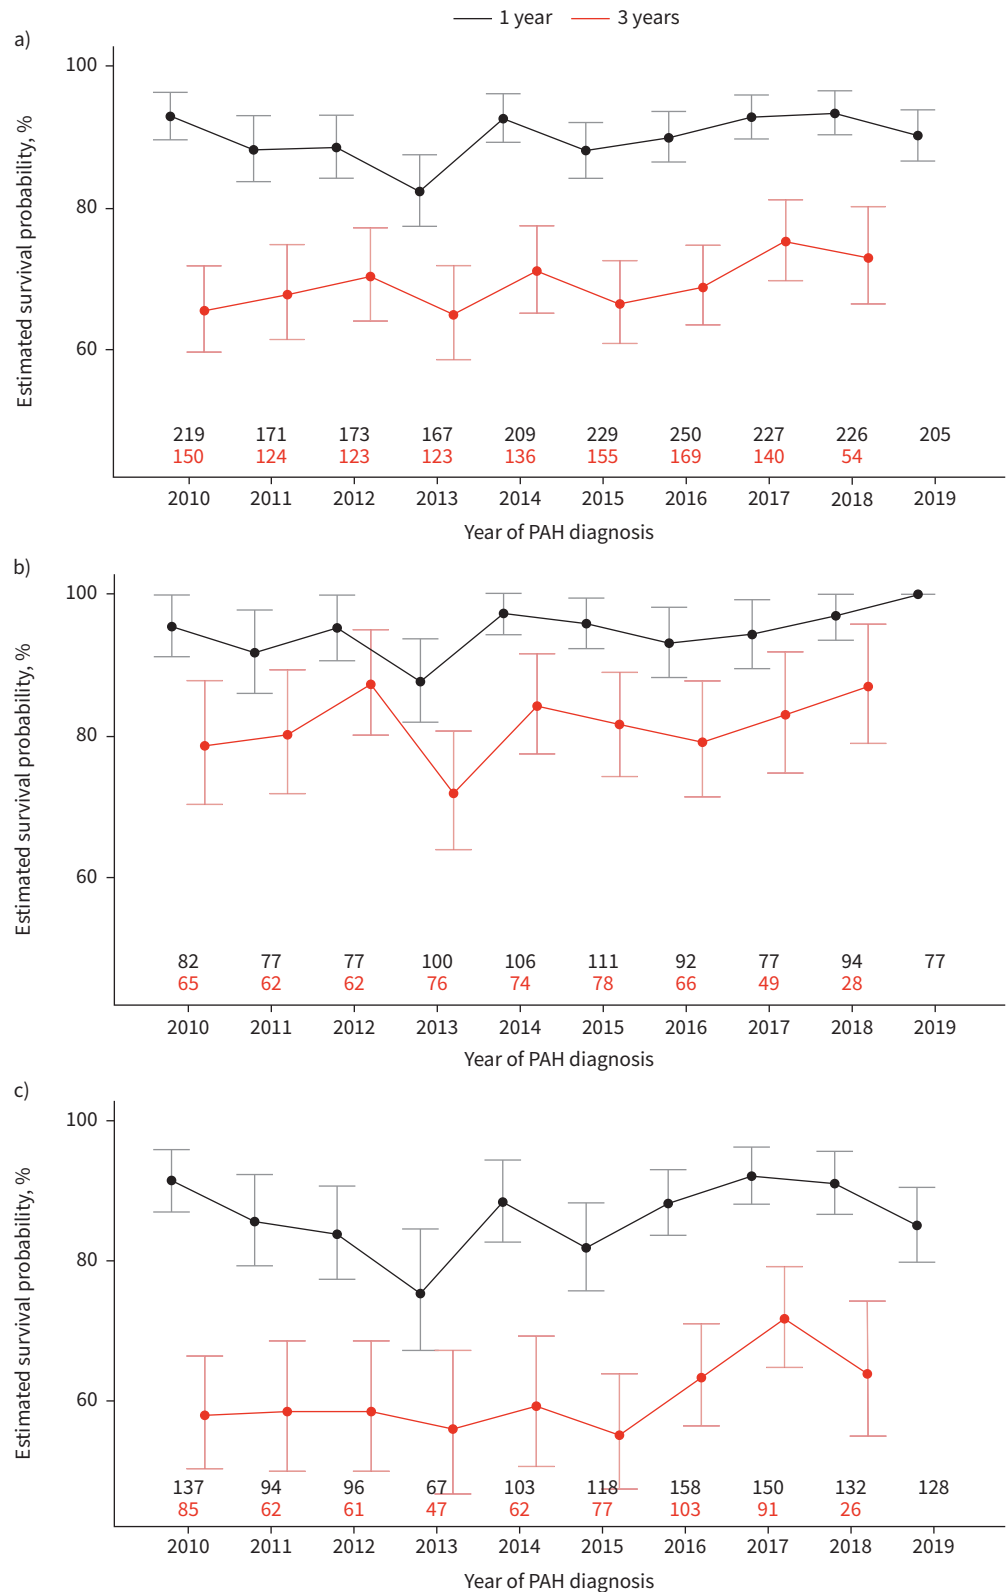 1 year 3 years
a)
100
80
60
Estimated survival probability, %
219 171 173 167 209 229 250 227 226 205
150 124 123 123 136 155 169 140 54
2010 2011 2012 2013 2014 2015 2016 2017 2018 2019
Year of PAH diagnosis
b)
100
80
60
Estimated survival probability, %
82 77 77 100 106 111 92 77 94 77
65 62 62 76 74 78 66 49 28
2010 2011 2012 2013 2014 2015 2016 2017 2018 2019
Year of PAH diagnosis
c)
100
80
60
Estimated survival probability, %
137 94 96 67 103 118 158 150 132 128
85 62 61 47 62 77 103 91 26
2010 2011 2012 2013 2014 2015 2016 2017 2018 2019
Year of PAH diagnosis